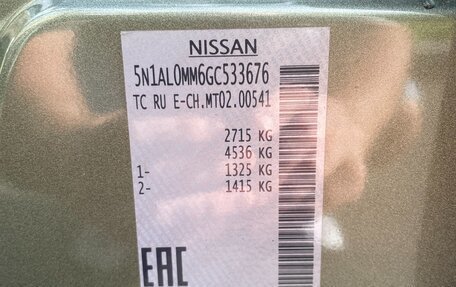 NISSAN
5N1AL0MM6GC533676
TC RU E-CH.MT02.00541
2715 KG
4536 KG
1- 1325 KG
2- 1415 KG
EAC